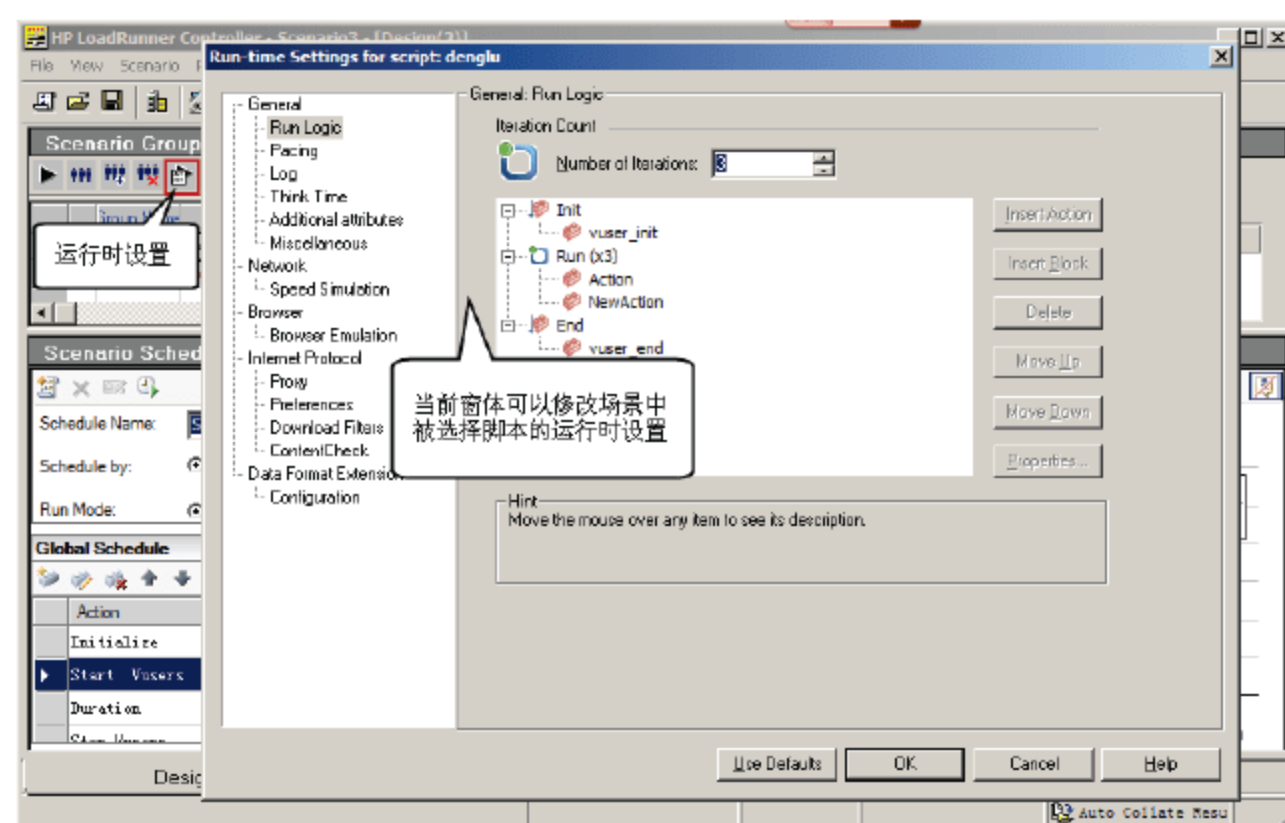 HP LoadRunner Controller - Scenario3 - [Design(2)]
File View Scenario
Run-time Settings for script: denglu
Scenario Group
Group Name
运行时设置
General
Run Logic
Pacing
Log
Think Time
Additional attributes
Miscellaneous
Network
Speed Simulation
Browser
Browser Emulation
Internet Protocol
Proxy
Preferences
Download Filters
ContentCheck
Data Format Extension
Configuration
General: Run Logic
Iteration Count
Number of Iterations: 3
Init
vuser_init
Run (x3)
Action
NewAction
End
vuser_end
当前窗体可以修改场景中
被选择脚本的运行时设置
Insert Action
Insert Block
Delete
Move Up
Move Down
Properties...
Hint
Move the mouse over any item to see its description.
Scenario Sched
Schedule Name: S
Schedule by:
Run Mode:
Global Schedule
Action
Initialize
Start Vusers
Duration
Use Defaults OK Cancel Help
Desig
Auto Collate Resu